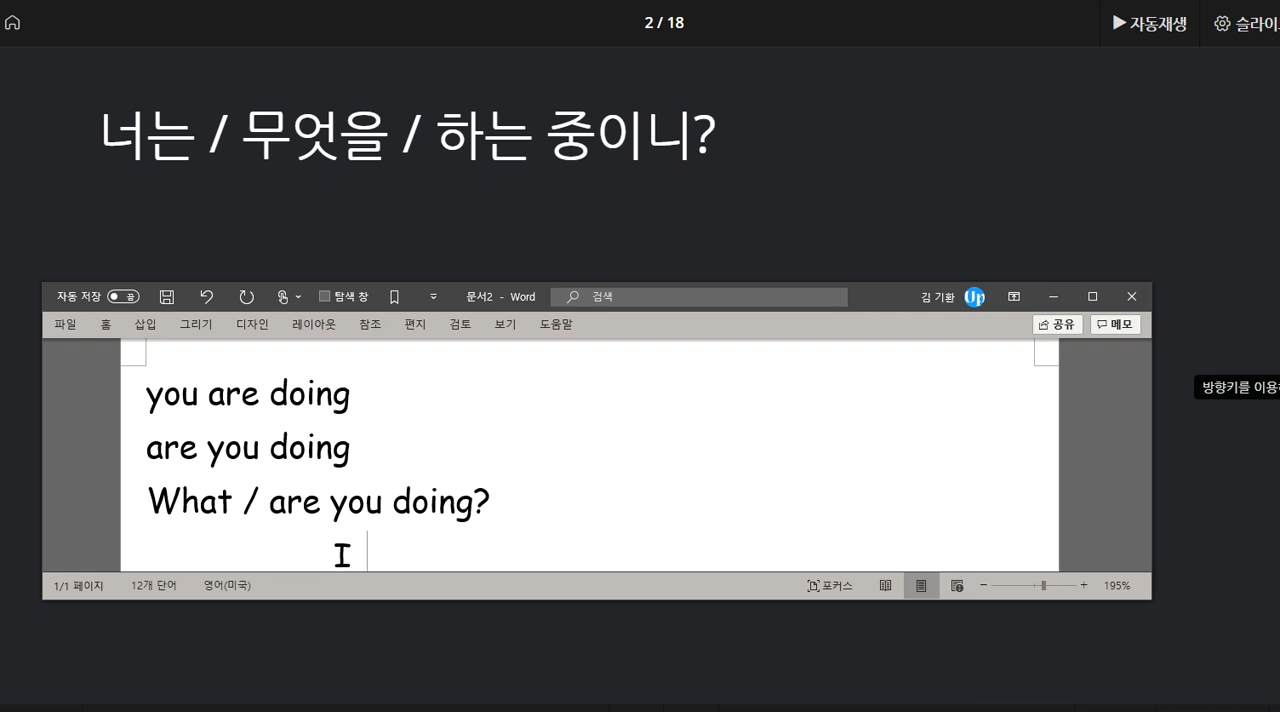 2 / 18
자동재생
슬라이
너는 / 무엇을 / 하는 중이니?
자동 저장 끔 탐색 창 문서2 - Word 검색 김 기환 Up
파일 홈 삽입 그리기 디자인 레이아웃 참조 편지 검토 보기 도움말 공유 메모
you are doing
방향키를 이용
are you doing
What / are you doing?
I
1/1 페이지 12개 단어 영어(미국) 포커스 195%